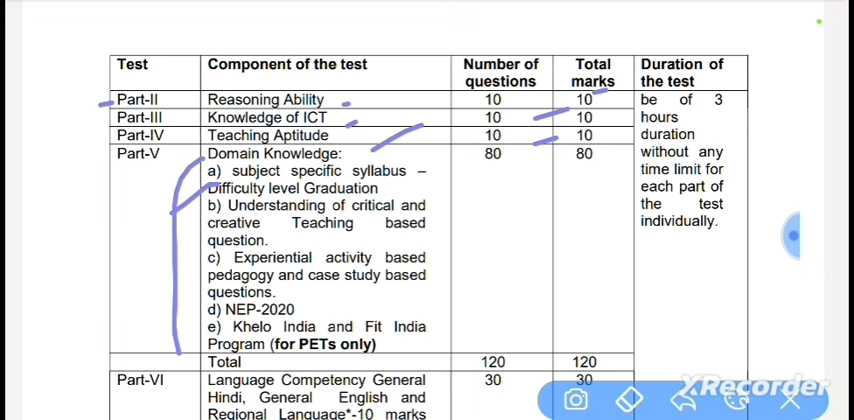 Test Component of the test Number of questions Total marks Duration of the test
Part-II Reasoning Ability 10 10 be of 3
Part-III Knowledge of ICT 10 10 hours
Part-IV Teaching Aptitude 10 10 duration
Part-V Domain Knowledge: 80 80 without any
a) subject specific syllabus – time limit for
Difficulty level Graduation each part of
b) Understanding of critical and the test
creative Teaching based individually.
question.
c) Experiential activity based
pedagogy and case study based
questions.
d) NEP-2020
e) Khelo India and Fit India
Program (for PETs only)
Total 120 120
Part-VI Language Competency General 30 30
Hindi, General English and
Regional Language*-10 marks
XRecorder